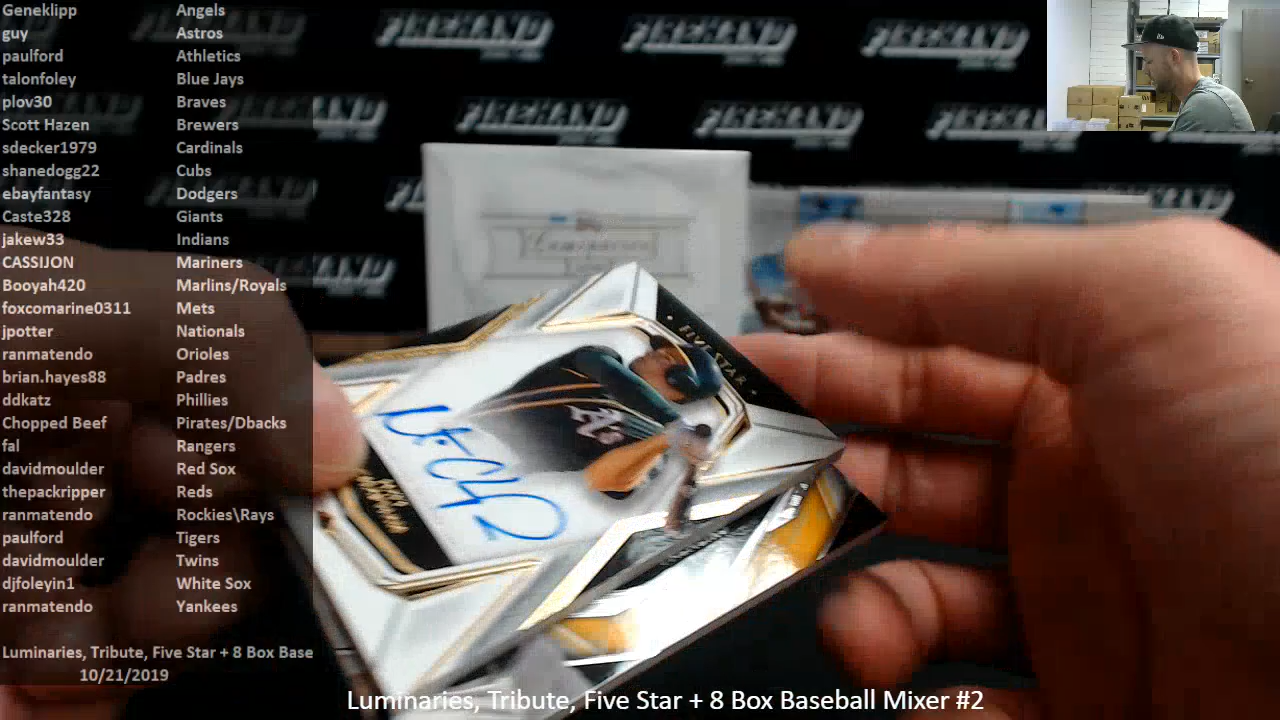 Geneklipp Angels
guy Astros
paulford Athletics
talonfoley Blue Jays
plov30 Braves
Scott Hazen Brewers
sdecker1979 Cardinals
shanedogg22 Cubs
ebayfantasy Dodgers
Caste328 Giants
jakew33 Indians
CASSIJON Mariners
Booyah420 Marlins/Royals
foxcomarine0311 Mets
jpotter Nationals
ranmatendo Orioles
brian.hayes88 Padres
ddkatz Phillies
Chopped Beef Pirates/Dbacks
fal Rangers
davidmoulder Red Sox
thepackripper Reds
ranmatendo Rockies\Rays
paulford Tigers
davidmoulder Twins
djfoleyin1 White Sox
ranmatendo Yankees
Luminaries, Tribute, Five Star + 8 Box Base
10/21/2019
FIREHAND
Luminaries
FIVE STAR
A's
Luminaries, Tribute, Five Star + 8 Box Baseball Mixer #2